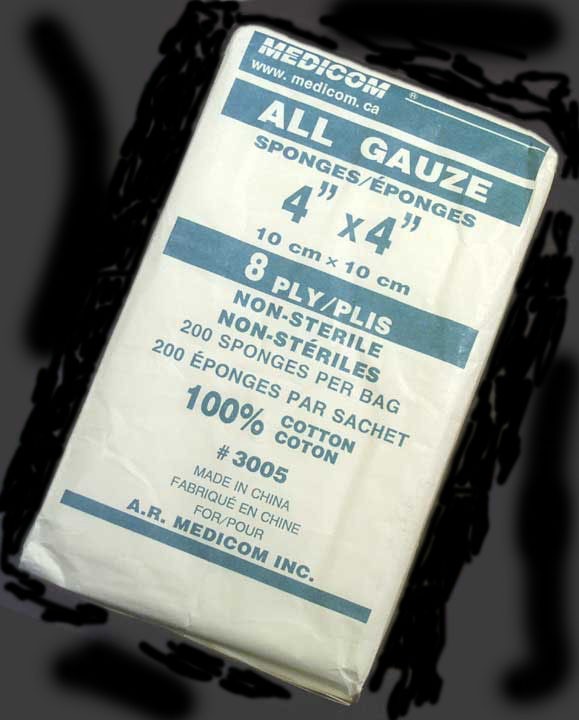 MEDICOM ®
www.medicom.ca
ALL GAUZE
SPONGES/ÉPONGES
4" x 4"
10 cm x 10 cm
8 PLY/PLIS
NON-STERILE
NON-STÉRILES
200 SPONGES PER BAG
200 ÉPONGES PAR SACHET
100% COTTON
COTON
# 3005
MADE IN CHINA
FABRIQUÉ EN CHINE
FOR/POUR
A.R. MEDICOM INC.